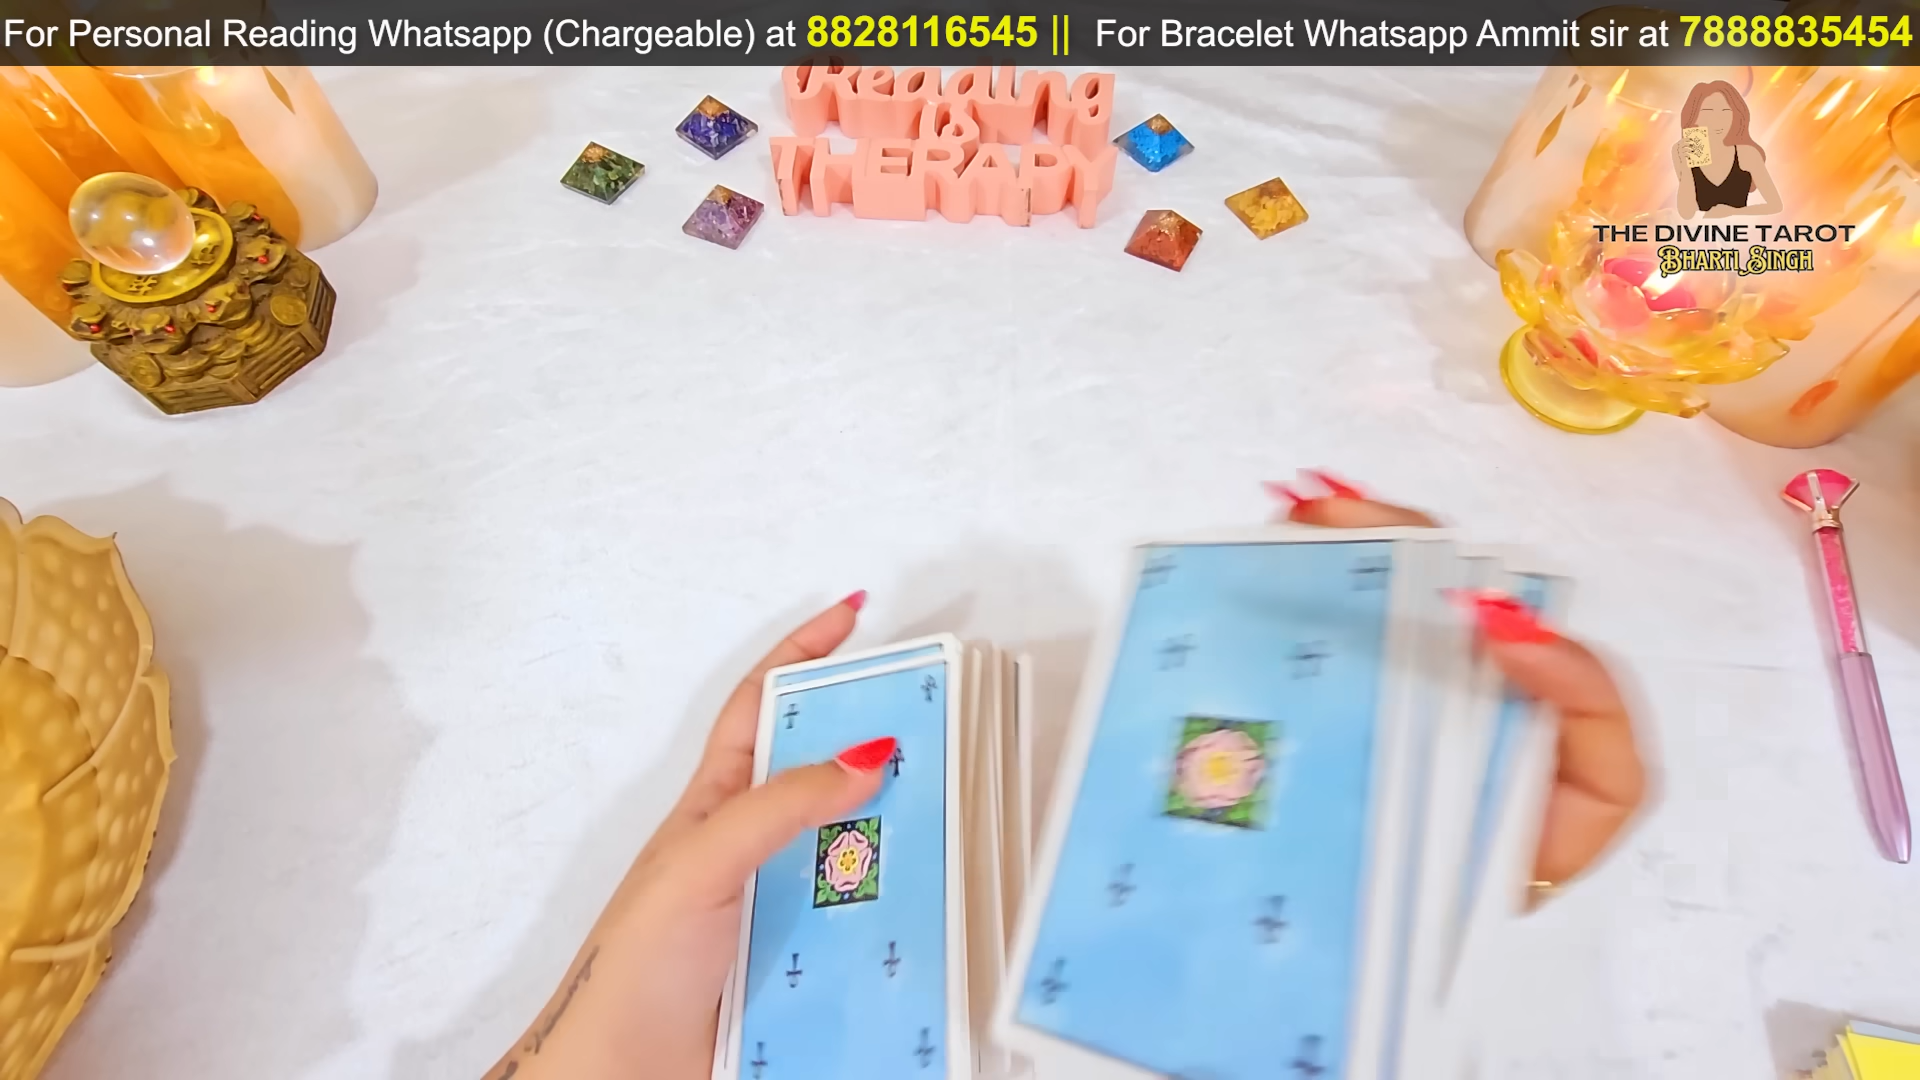 For Personal Reading Whatsapp (Chargeable) at 8828116545 || For Bracelet Whatsapp Ammit sir at 7888835454
Reading
is
THERAPY
THE DIVINE TAROT
BHARTI SINGH